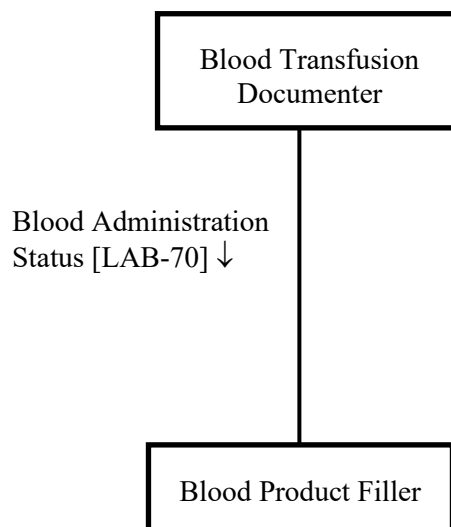 Blood Transfusion
Documenter
Blood Administration
Status [LAB-70] ↓
Blood Product Filler